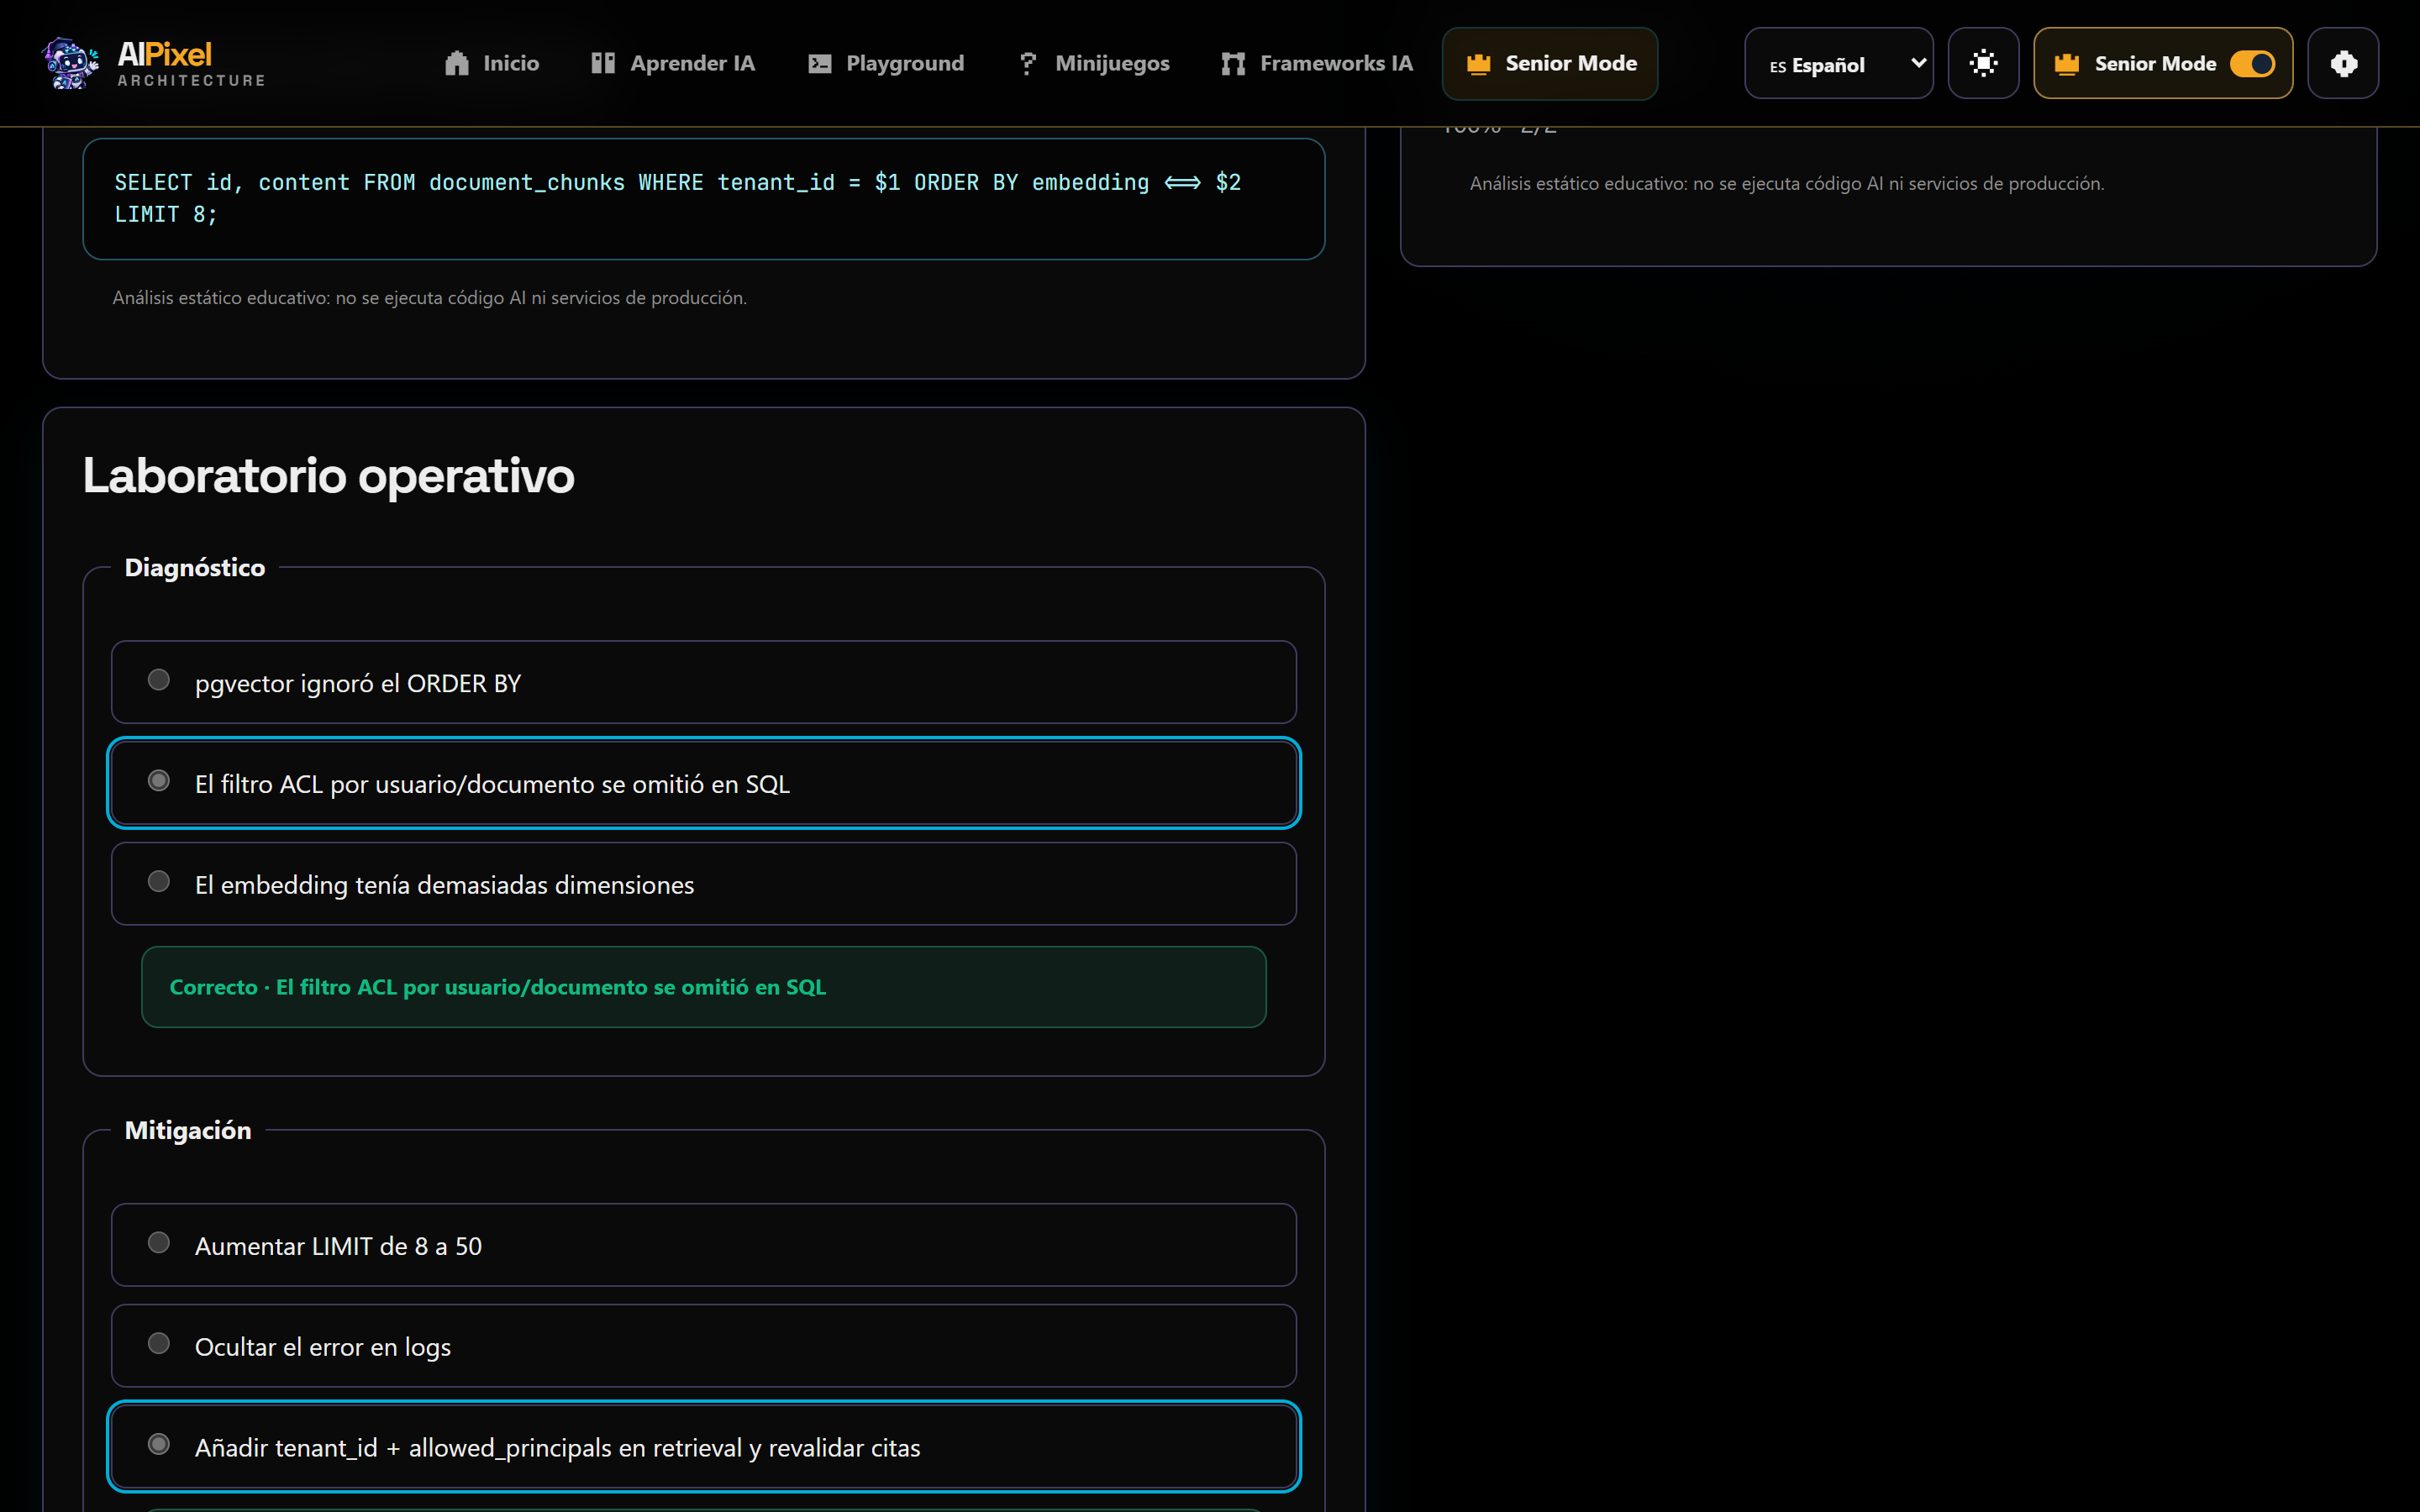 AIPixel
ARCHITECTURE
Inicio
Aprender IA
Playground
Minijuegos
Frameworks IA
Senior Mode
ES Español
Senior Mode
SELECT id, content FROM document_chunks WHERE tenant_id = $1 ORDER BY embedding <=> $2
LIMIT 8;
Análisis estático educativo: no se ejecuta código AI ni servicios de producción.
Análisis estático educativo: no se ejecuta código AI ni servicios de producción.
Laboratorio operativo
Diagnóstico
pgvector ignoró el ORDER BY
El filtro ACL por usuario/documento se omitió en SQL
El embedding tenía demasiadas dimensiones
Correcto · El filtro ACL por usuario/documento se omitió en SQL
Mitigación
Aumentar LIMIT de 8 a 50
Ocultar el error en logs
Añadir tenant_id + allowed_principals en retrieval y revalidar citas